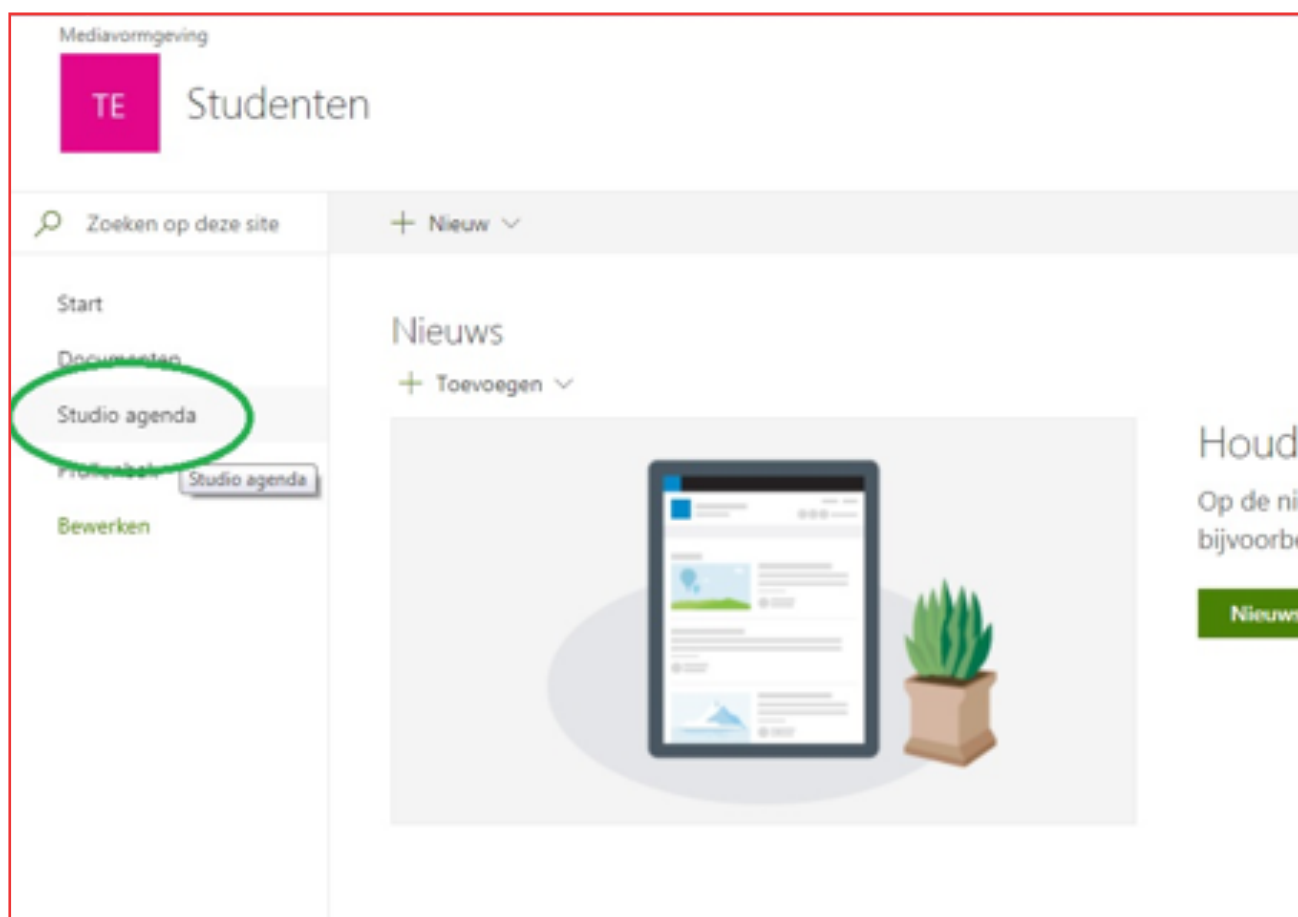 Mediavormgeving
TE
Studenten
Zoeken op deze site
Nieuw
Start
Documenten
Studio agenda
Studio agenda
Bewerken
Nieuws
Toevoegen
Houd
Op de ni
bijvoorbe
Nieuws